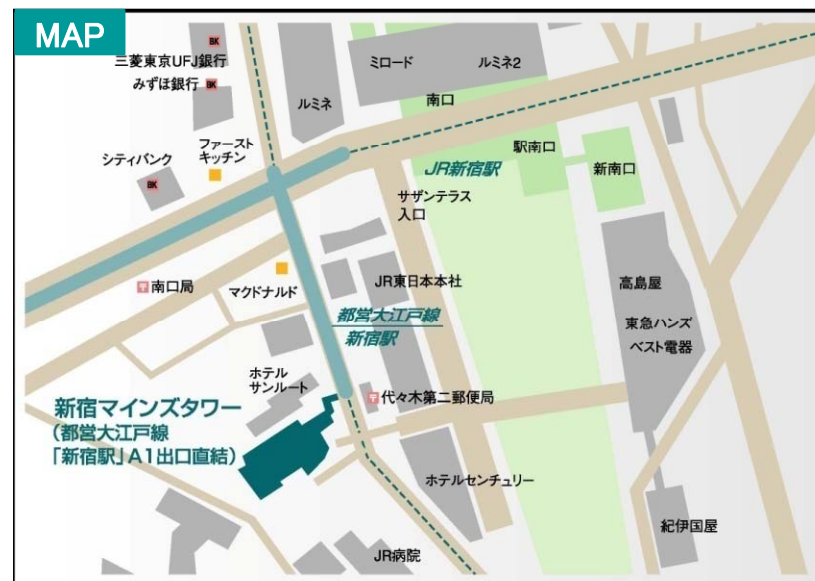 MAP
BK
三菱東京UFJ銀行
みずほ銀行 BK
ルミネ
ミロード
ルミネ2
南口
ファースト
キッチン
シティバンク
BK
駅南口
新南口
JR新宿駅
サザンテラス
入口
〒南口局
マクドナルド
JR東日本本社
高島屋
東急ハンズ
ベスト電器
都営大江戸線
新宿駅
ホテル
サンルート
〒代々木第二郵便局
新宿マインズタワー
(都営大江戸線
「新宿駅」A1出口直結)
ホテルセンチュリー
紀伊国屋
JR病院